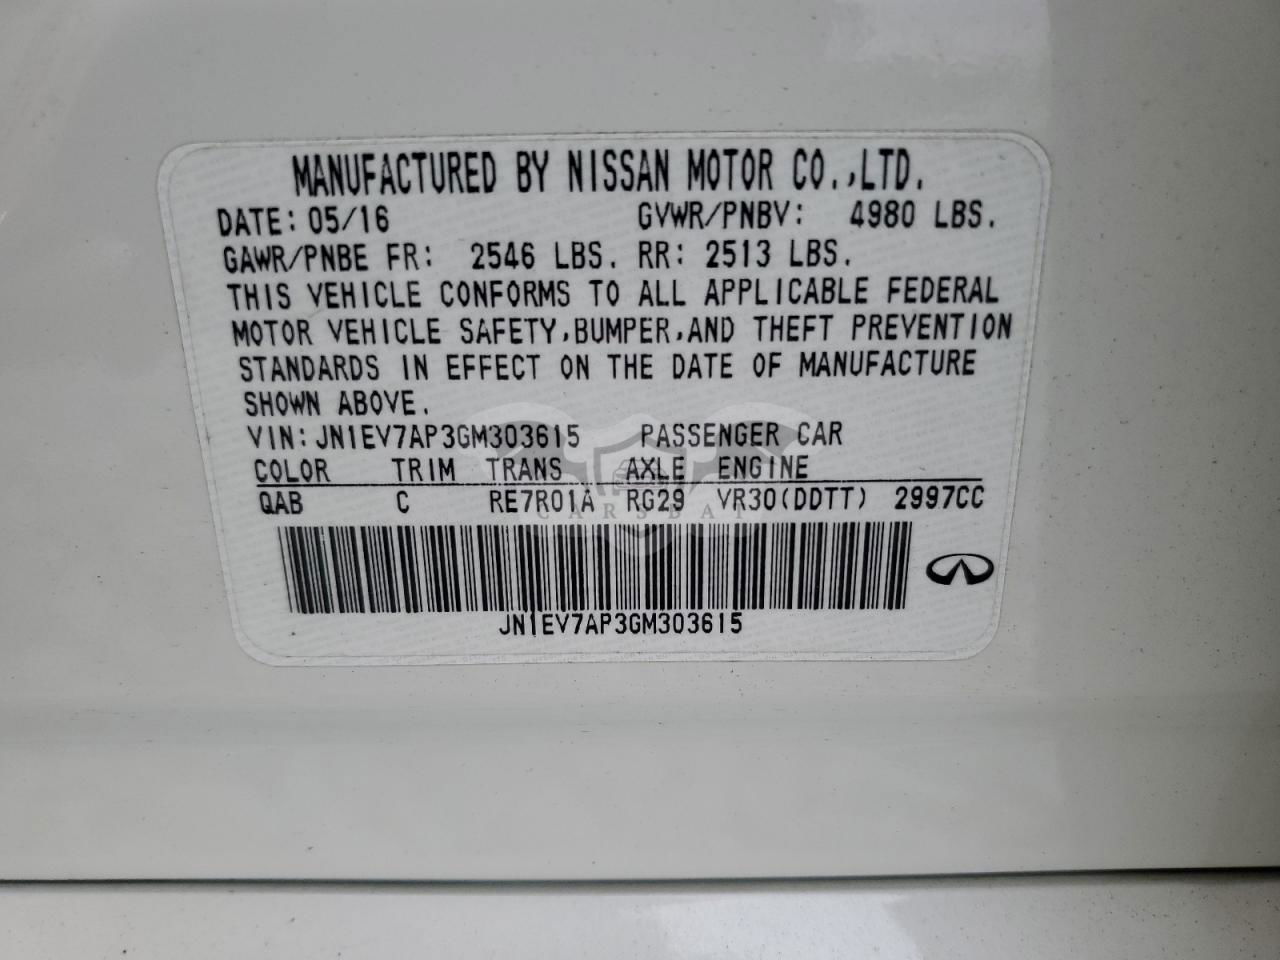 MANUFACTURED BY NISSAN MOTOR CO.,LTD.
DATE:05/16 GVWR/PNBV: 4980 LBS.
GAWR/PNBE FR: 2546 LBS. RR: 2513 LBS.
THIS VEHICLE CONFORMS TO ALL APPLICABLE FEDERAL
MOTOR VEHICLE SAFETY,BUMPER,AND THEFT PREVENTION
STANDARDS IN EFFECT ON THE DATE OF MANUFACTURE
SHOWN ABOVE.
VIN:JN1EV7AP3GM303615 PASSENGER CAR
COLOR TRIM TRANS AXLE ENGINE
QAB C RE7R01A RG29 VR30(DDTT) 2997CC
CARSBAT
JN1EV7AP3GM303615